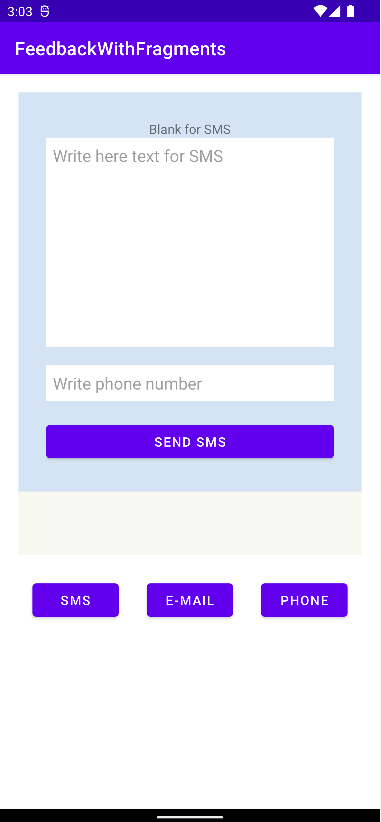 3:03
FeedbackWithFragments
Blank for SMS
Write here text for SMS
Write phone number
SEND SMS
SMS
E-MAIL
PHONE